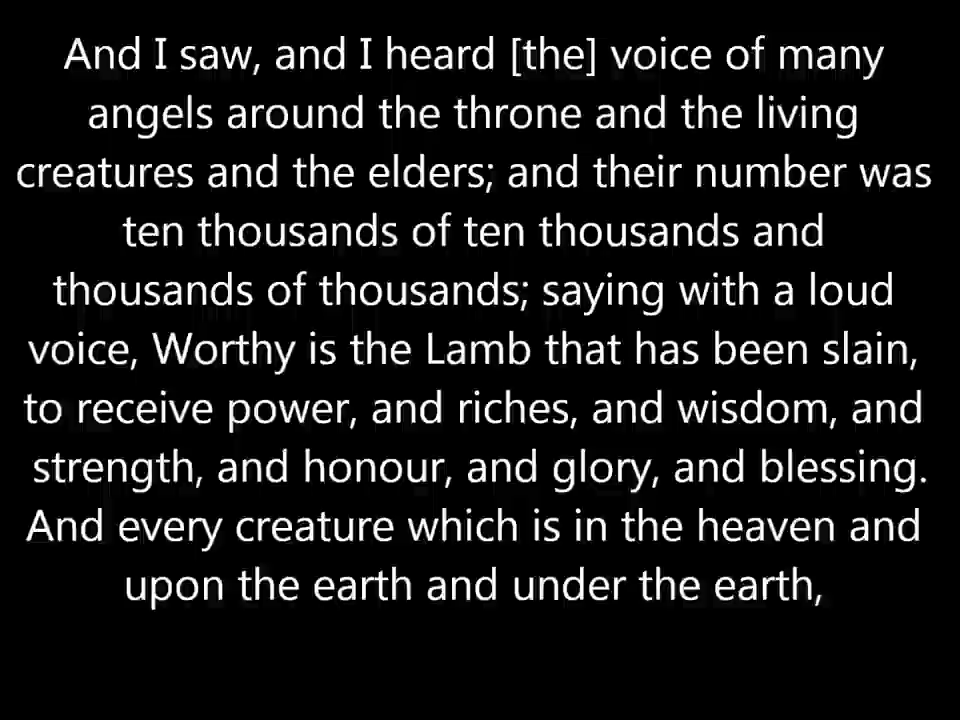 And I saw, and I heard [the] voice of many
angels around the throne and the living
creatures and the elders; and their number was
ten thousands of ten thousands and
thousands of thousands; saying with a loud
voice, Worthy is the Lamb that has been slain,
to receive power, and riches, and wisdom, and
strength, and honour, and glory, and blessing.
And every creature which is in the heaven and
upon the earth and under the earth,